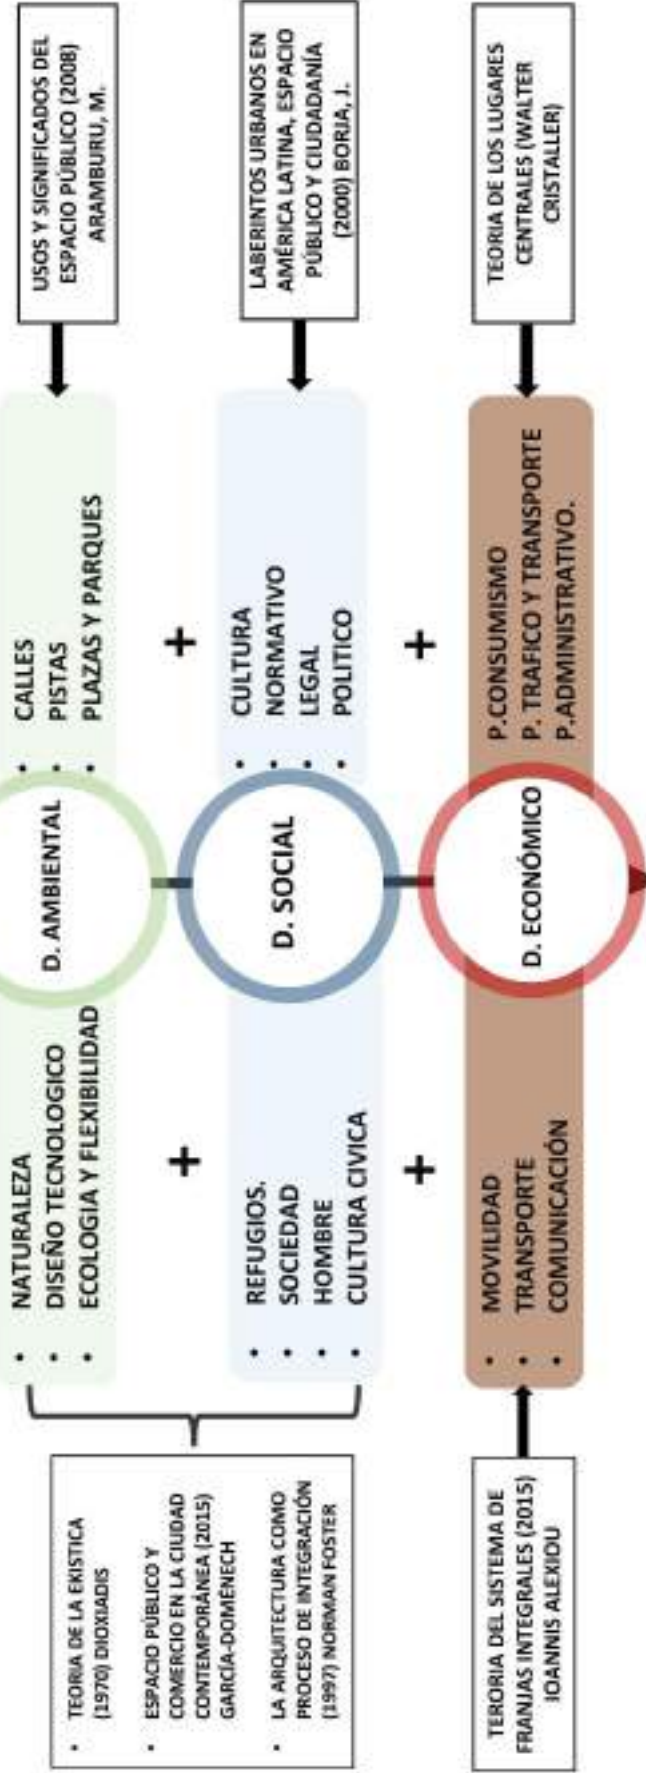 • TEORIA DE LA EKISTICA
(1970) DIOXIADIS
• ESPACIO PÚBLICO Y
COMERCIO EN LA CIUDAD
CONTEMPORÁNEA (2015)
GARCÍA-DOMÉNECH
• LA ARQUITECTURA COMO
PROCESO DE INTEGRACIÓN
(1997) NORMAN FOSTER
• NATURALEZA
• DISEÑO TECNOLOGICO
• ECOLOGIA Y FLEXIBILIDAD
D. AMBIENTAL
• CALLES
• PISTAS
• PLAZAS Y PARQUES
USOS Y SIGNIFICADOS DEL
ESPACIO PÚBLICO (2008)
ARAMBURU, M.
+
+
• REFUGIOS.
• SOCIEDAD
• HOMBRE
• CULTURA CIVICA
D. SOCIAL
• CULTURA
• NORMATIVO
• LEGAL
• POLITICO
LABERINTOS URBANOS EN
AMÉRICA LATINA, ESPACIO
PÚBLICO Y CIUDADANÍA
(2000) BORJA, J.
+
+
TERORIA DEL SISTEMA DE
FRANJAS INTEGRALES (2015)
IOANNIS ALEXIOU
• MOVILIDAD
• TRANSPORTE
• COMUNICACIÓN
D. ECONÓMICO
P.CONSUMISMO
P. TRAFICO Y TRANSPORTE
P.ADMINISTRATIVO.
TEORIA DE LOS LUGARES
CENTRALES (WALTER
CRISTALLER)